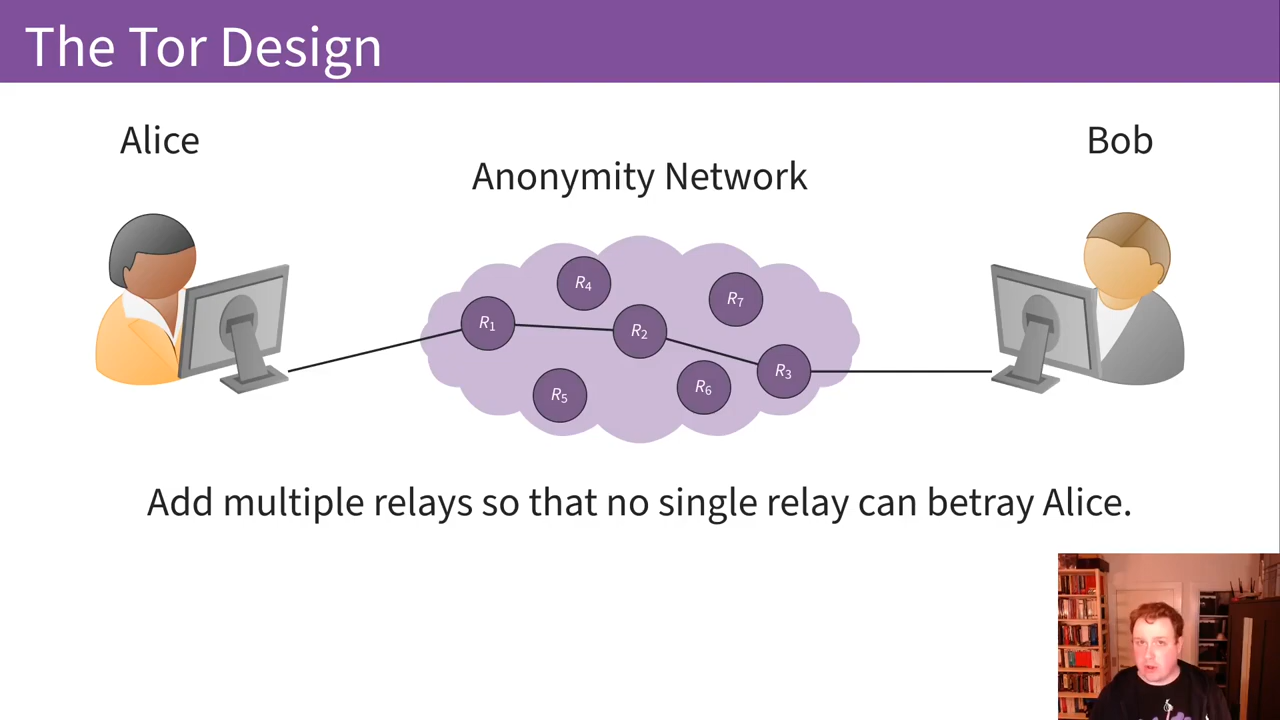 The Tor Design
Alice
Bob
Anonymity Network
R4
R7
R1
R2
R3
R6
R5
Add multiple relays so that no single relay can betray Alice.